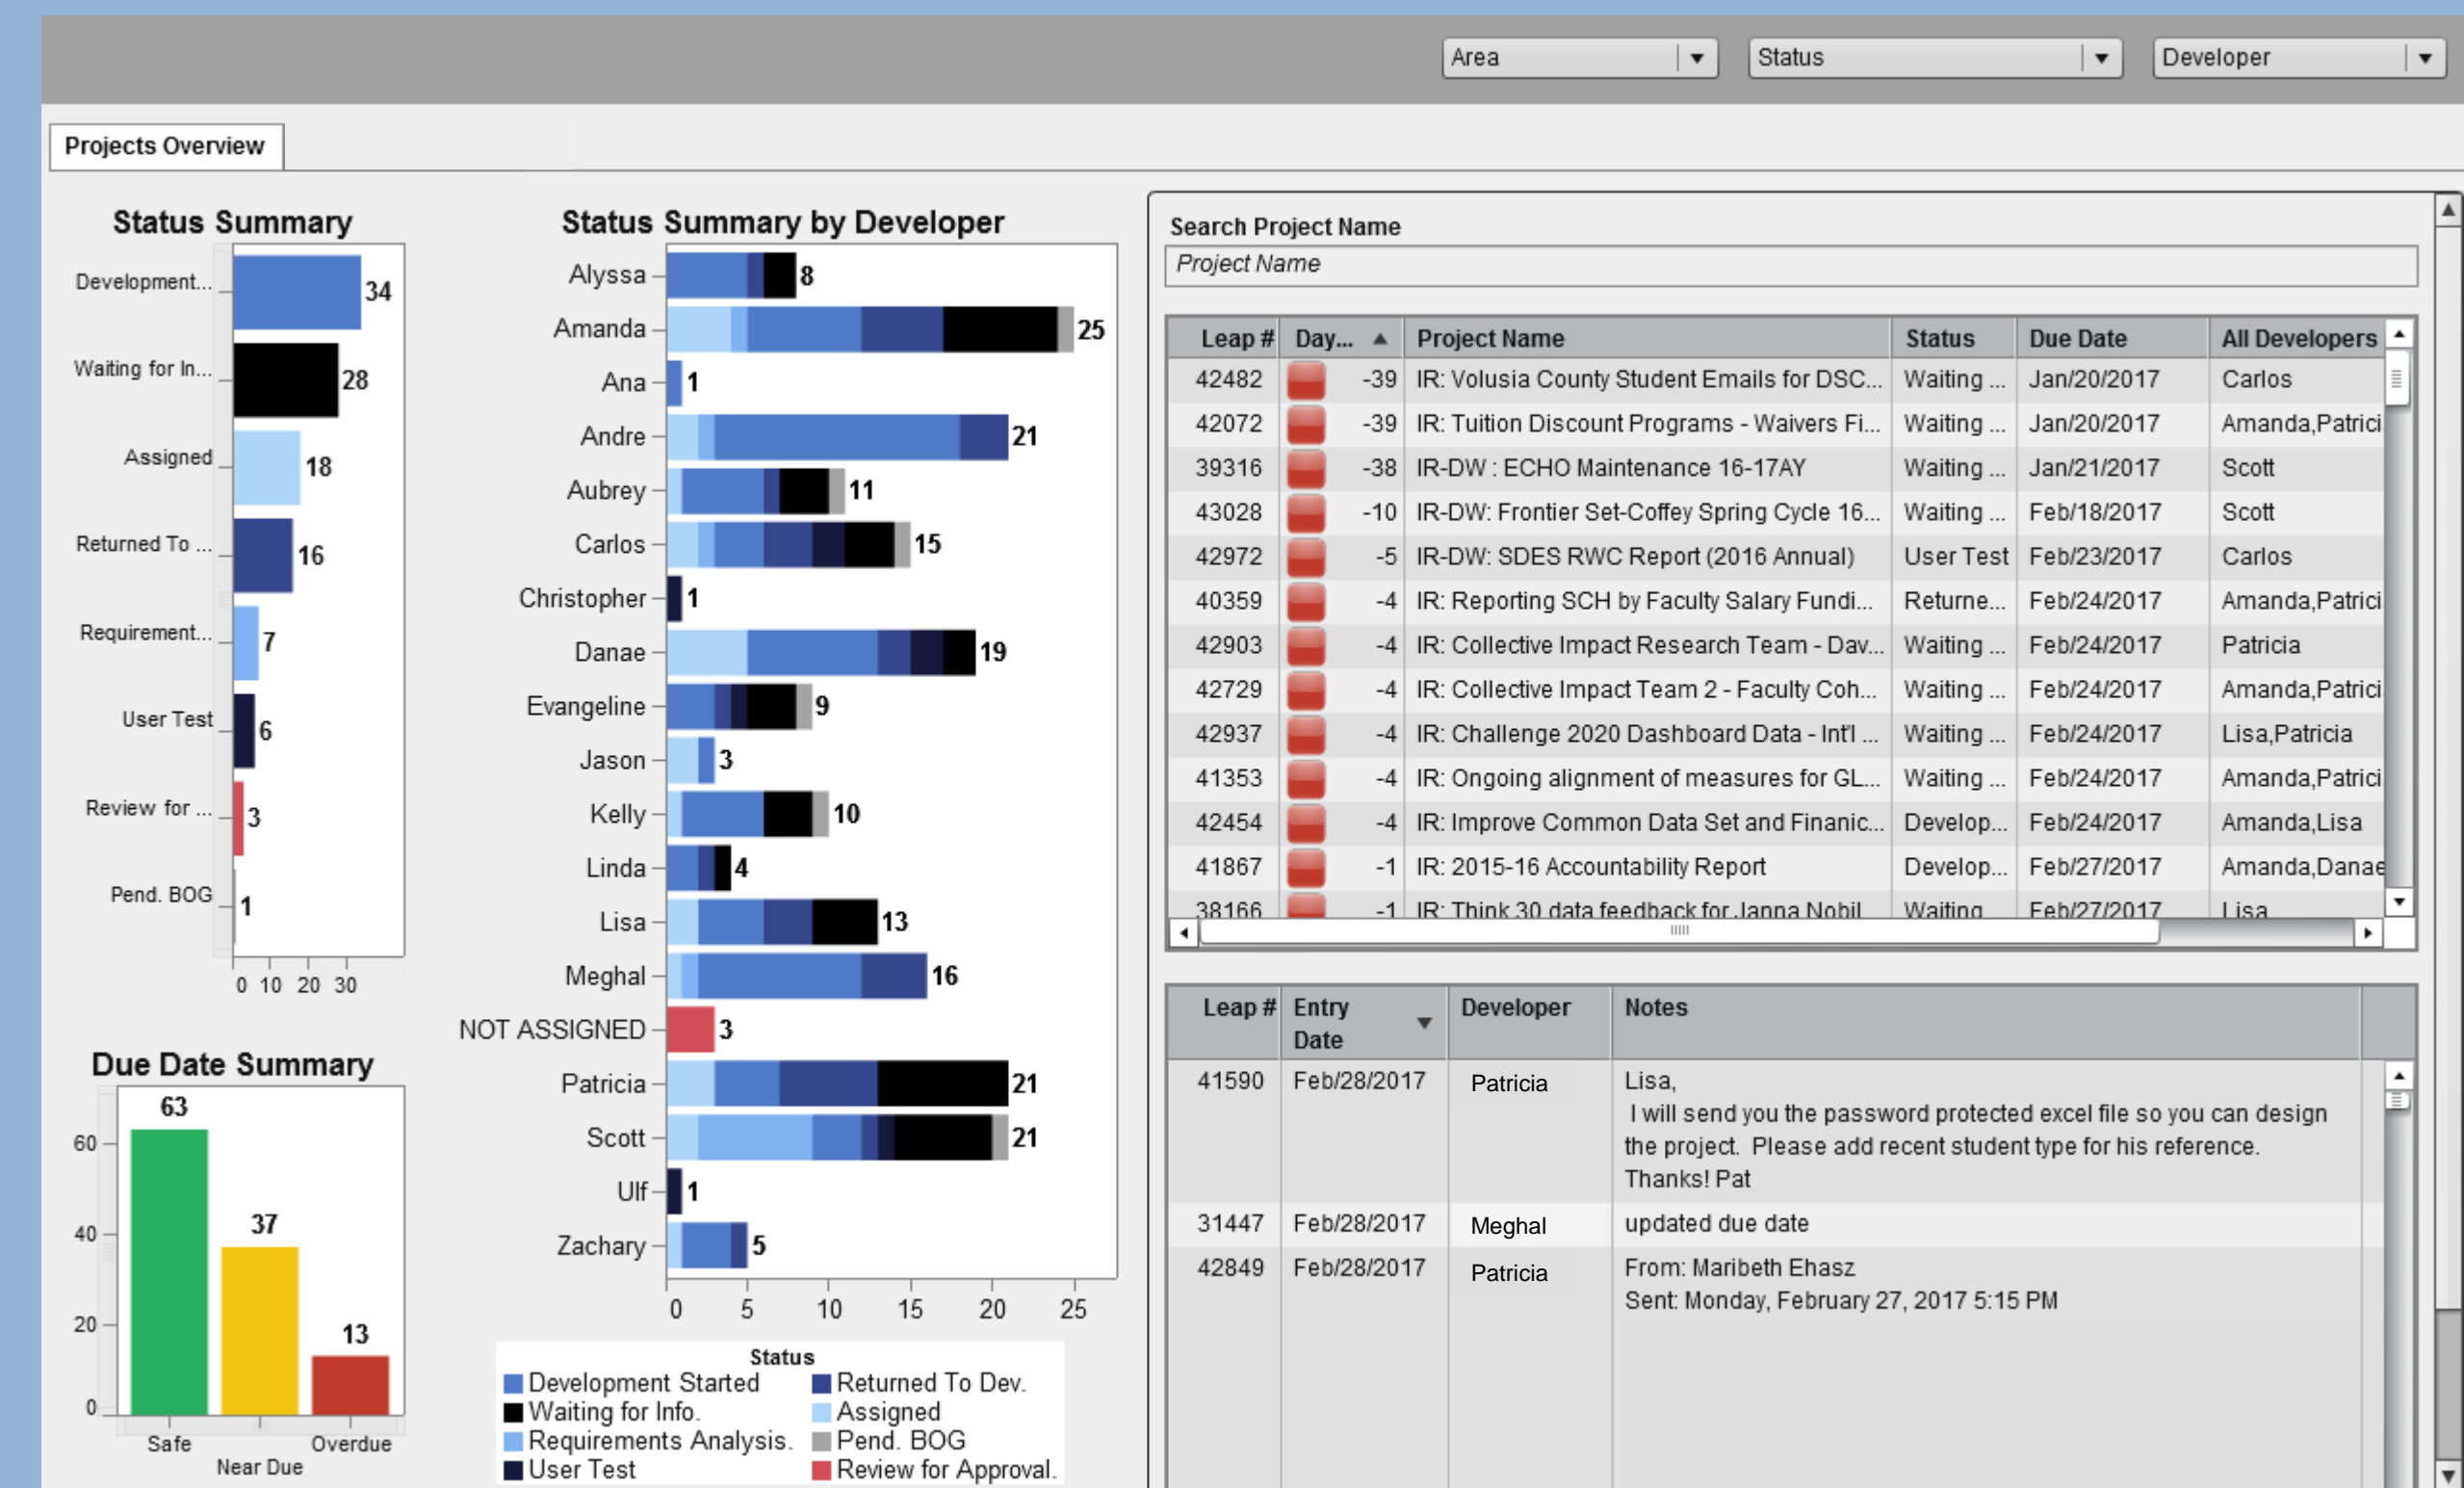 Area
Status
Developer
Projects Overview
Status Summary
Development...
34
Waiting for In...
28
Assigned
18
Returned To ...
16
Requirement...
7
User Test
6
Review for ...
3
Pend. BOG
1
0 10 20 30
Due Date Summary
63
37
13
60
40
20
0
Safe
Near Due
Overdue
Status Summary by Developer
Alyssa 8
Amanda 25
Ana 1
Andre 21
Aubrey 11
Carlos 15
Christopher 1
Danae 19
Evangeline 9
Jason 3
Kelly 10
Linda 4
Lisa 13
Meghal 16
NOT ASSIGNED 3
Patricia 21
Scott 21
Ulf 1
Zachary 5
0 5 10 15 20 25
Status
Development Started Returned To Dev.
Waiting for Info. Assigned
Requirements Analysis. Pend. BOG
User Test Review for Approval.
Search Project Name
Project Name
Leap # Day... Project Name Status Due Date All Developers
42482 -39 IR: Volusia County Student Emails for DSC... Waiting ... Jan/20/2017 Carlos
42072 -39 IR: Tuition Discount Programs - Waivers Fi... Waiting ... Jan/20/2017 Amanda,Patrici
39316 -38 IR-DW : ECHO Maintenance 16-17AY Waiting ... Jan/21/2017 Scott
43028 -10 IR-DW: Frontier Set-Coffey Spring Cycle 16... Waiting ... Feb/18/2017 Scott
42972 -5 IR-DW: SDES RWC Report (2016 Annual) User Test Feb/23/2017 Carlos
40359 -4 IR: Reporting SCH by Faculty Salary Fundi... Returne... Feb/24/2017 Amanda,Patrici
42903 -4 IR: Collective Impact Research Team - Dav... Waiting ... Feb/24/2017 Patricia
42729 -4 IR: Collective Impact Team 2 - Faculty Coh... Waiting ... Feb/24/2017 Amanda,Patrici
42937 -4 IR: Challenge 2020 Dashboard Data - Int'l ... Waiting ... Feb/24/2017 Lisa,Patricia
41353 -4 IR: Ongoing alignment of measures for GL... Waiting ... Feb/24/2017 Amanda,Patrici
42454 -4 IR: Improve Common Data Set and Finanic... Develop... Feb/24/2017 Amanda,Lisa
41867 -1 IR: 2015-16 Accountability Report Develop... Feb/27/2017 Amanda,Danae
38166 -1 IR: Think 30 data feedback for Janna Nobil Waiting Feb/27/2017 Lisa
Leap # Entry Date Developer Notes
41590 Feb/28/2017 Patricia Lisa,
I will send you the password protected excel file so you can design
the project. Please add recent student type for his reference.
Thanks! Pat
31447 Feb/28/2017 Meghal updated due date
42849 Feb/28/2017 Patricia From: Maribeth Ehasz
Sent: Monday, February 27, 2017 5:15 PM